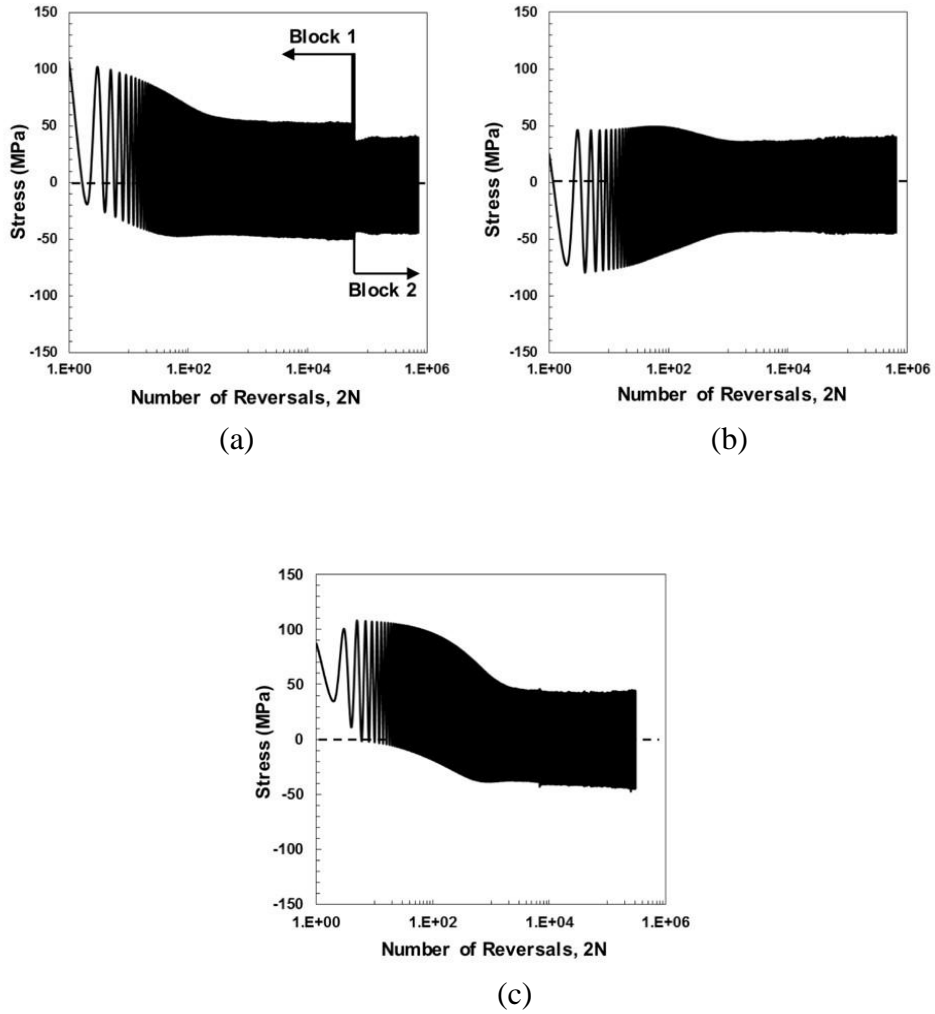 Block 1
Block 2
Stress (MPa)
150
100
50
0
-50
-100
-150
1.E+00 1.E+02 1.E+04 1.E+06
Number of Reversals, 2N
(a)
Stress (MPa)
150
100
50
0
-50
-100
-150
1.E+00 1.E+02 1.E+04 1.E+06
Number of Reversals, 2N
(b)
Stress (MPa)
150
100
50
0
-50
-100
-150
1.E+00 1.E+02 1.E+04 1.E+06
Number of Reversals, 2N
(c)